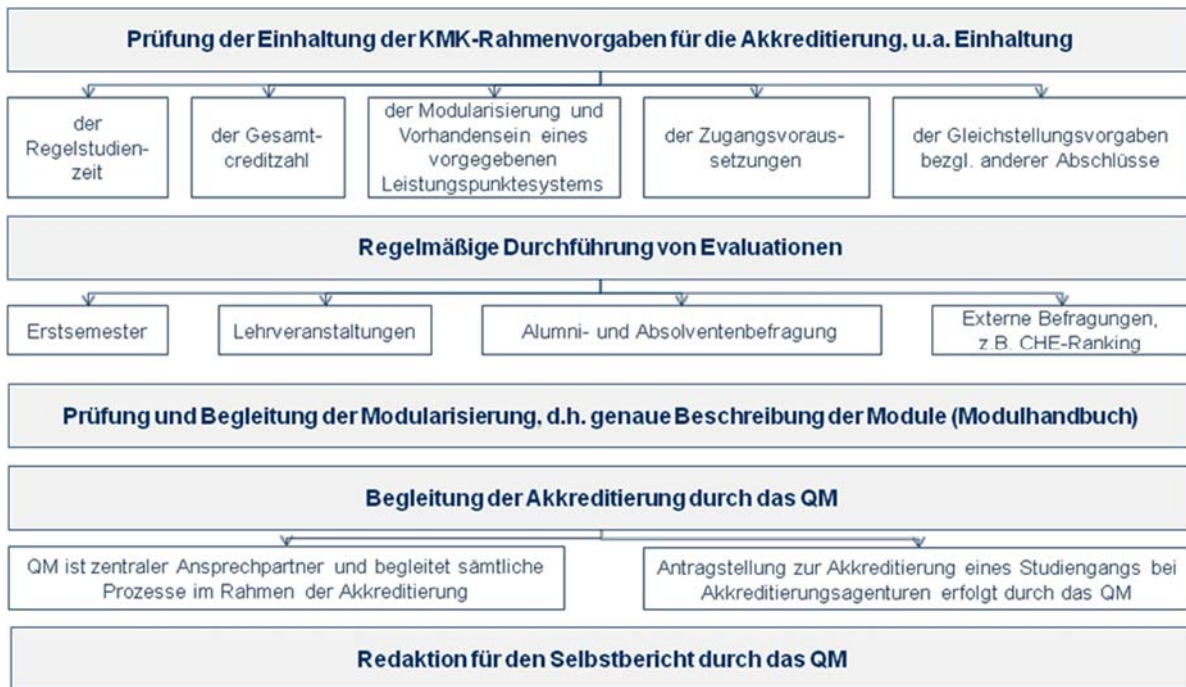 Prüfung der Einhaltung der KMK-Rahmenvorgaben für die Akkreditierung, u.a. Einhaltung
der
Regelstudien-
zeit
der Gesamt-
creditzahl
der Modularisierung und
Vorhandensein eines
vorgegebenen
Leistungspunktesystems
der Zugangsvoraus-
setzungen
der Gleichstellungsvorgaben
bezgl. anderer Abschlüsse
Regelmäßige Durchführung von Evaluationen
Erstsemester
Lehrveranstaltungen
Alumni- und Absolventenbefragung
Externe Befragungen,
z.B. CHE-Ranking
Prüfung und Begleitung der Modularisierung, d.h. genaue Beschreibung der Module (Modulhandbuch)
Begleitung der Akkreditierung durch das QM
QM ist zentraler Ansprechpartner und begleitet sämtliche
Prozesse im Rahmen der Akkreditierung
Antragstellung zur Akkreditierung eines Studiengangs bei
Akkreditierungsagenturen erfolgt durch das QM
Redaktion für den Selbstbericht durch das QM